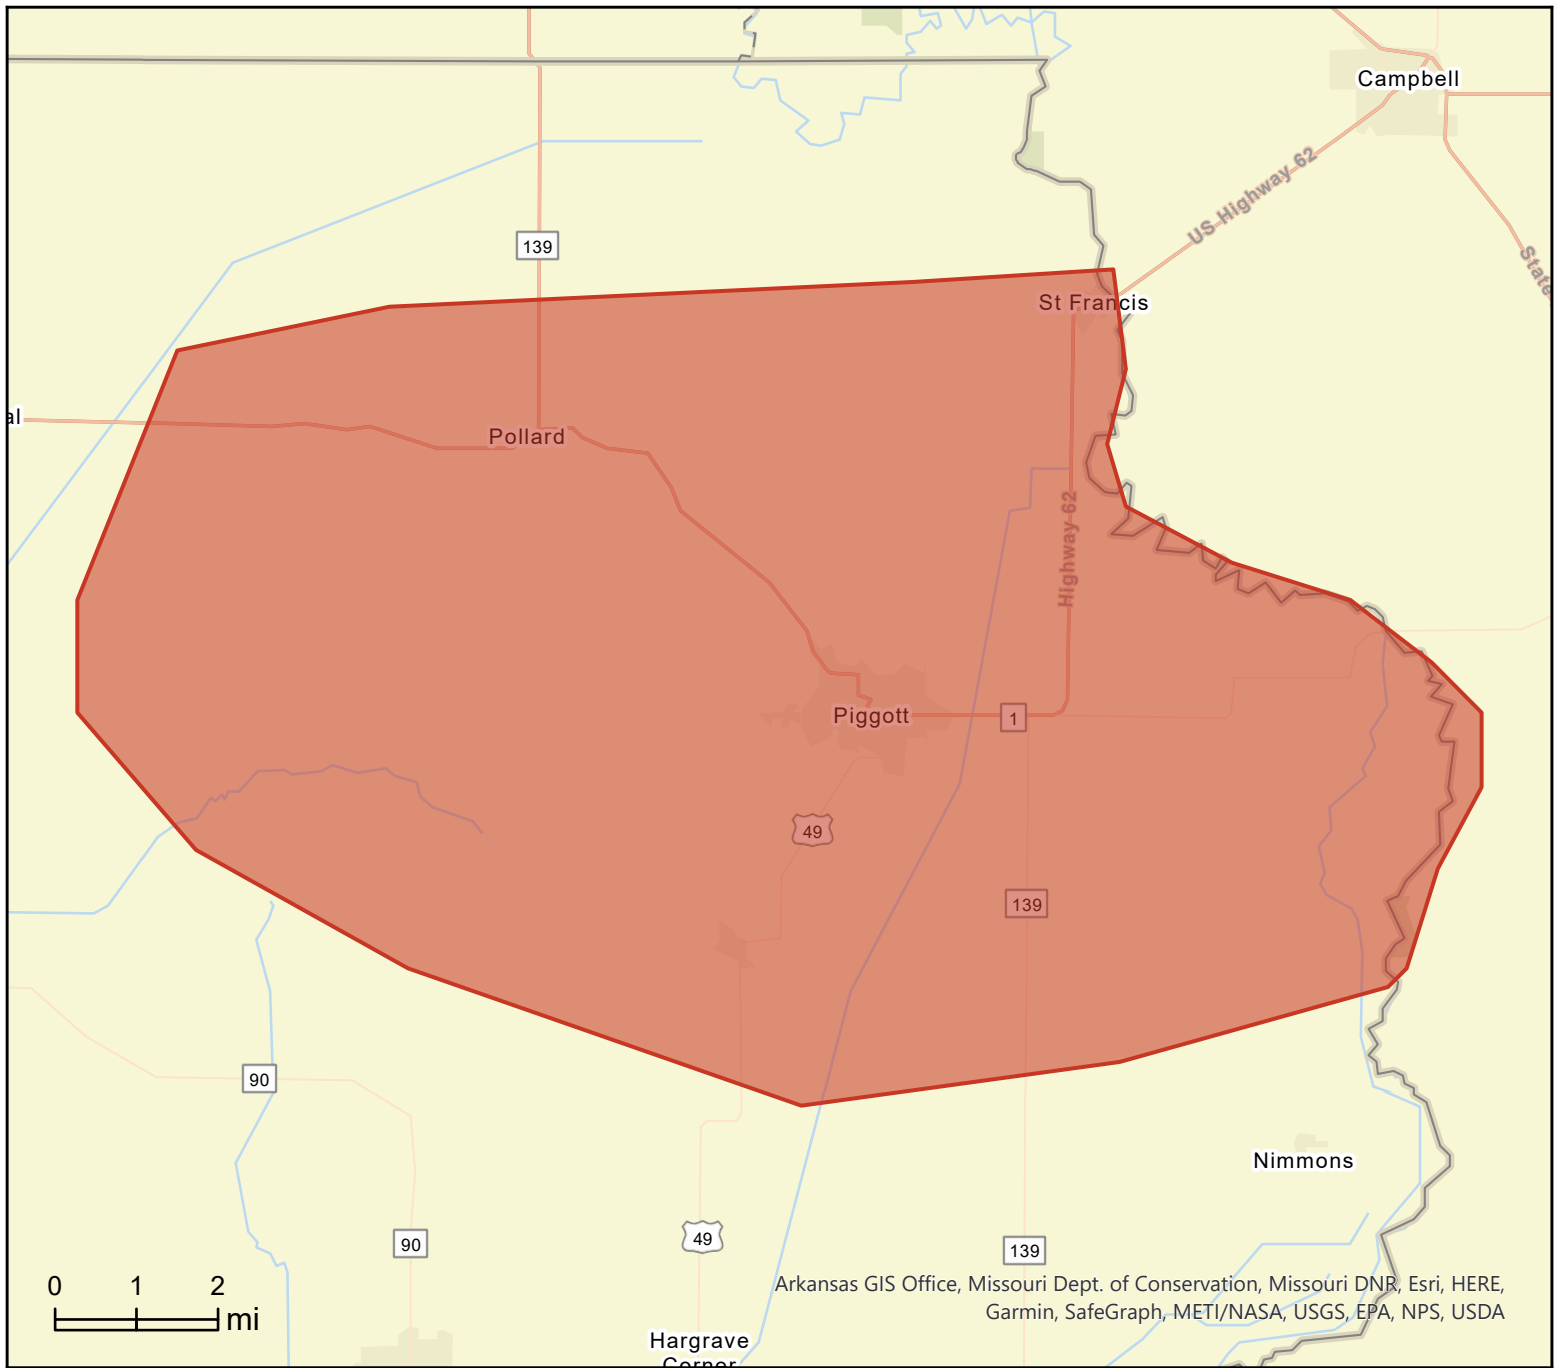 Campbell
US Highway 62
State
139
St Francis
al
Pollard
Highway 62
Piggott
1
49
139
90
Nimmons
90
49
139
0 1 2
mi
Arkansas GIS Office, Missouri Dept. of Conservation, Missouri DNR, Esri, HERE,
Garmin, SafeGraph, METI/NASA, USGS, EPA, NPS, USDA
Hargrave
Corner